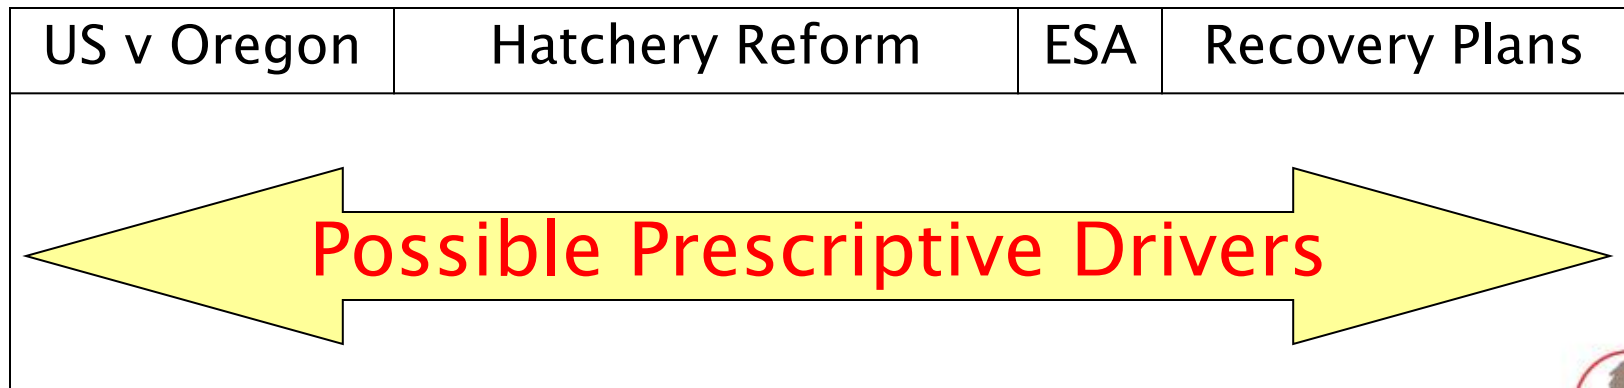 US v Oregon Hatchery Reform ESA Recovery Plans
Possible Prescriptive Drivers